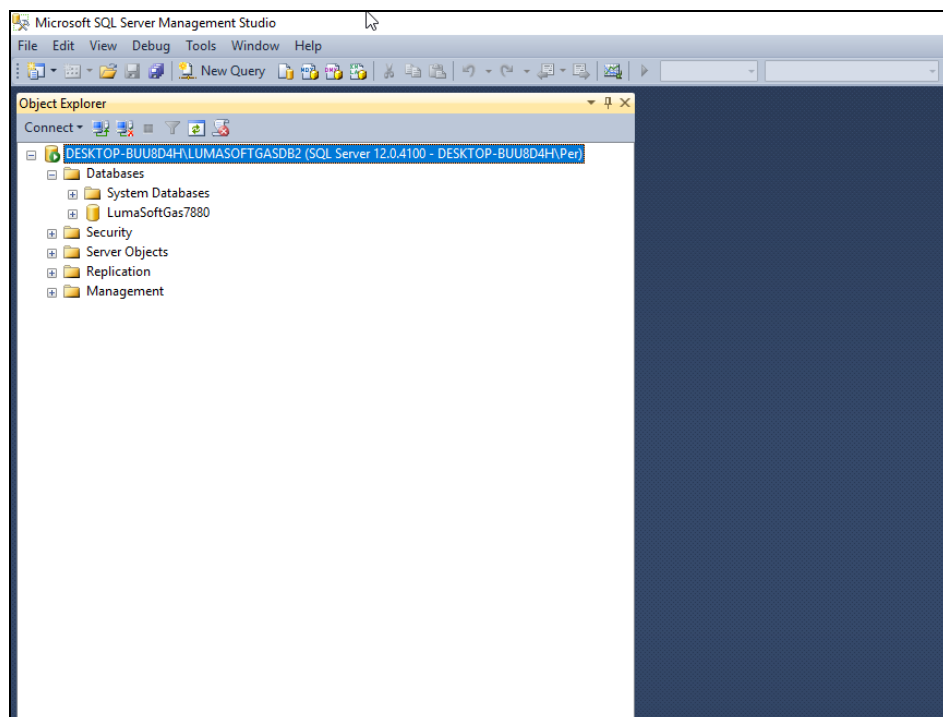 Microsoft SQL Server Management Studio
File Edit View Debug Tools Window Help
New Query
Object Explorer
Connect
DESKTOP-BUU8D4H\LUMASOFTGASDB2 (SQL Server 12.0.4100 - DESKTOP-BUU8D4H\Per)
Databases
System Databases
LumaSoftGas7880
Security
Server Objects
Replication
Management